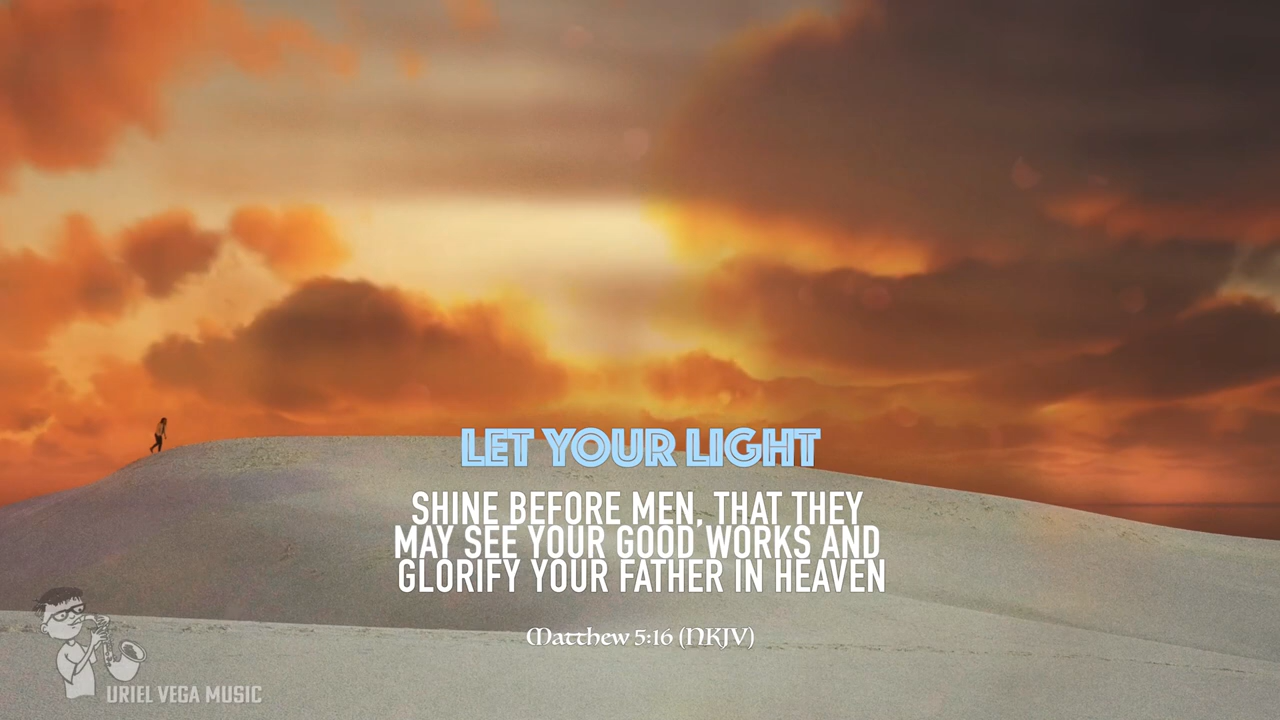 LET YOUR LIGHT
SHINE BEFORE MEN, THAT THEY
MAY SEE YOUR GOOD WORKS AND
GLORIFY YOUR FATHER IN HEAVEN
Matthew 5:16 (NKJV)
URIEL VEGA MUSIC